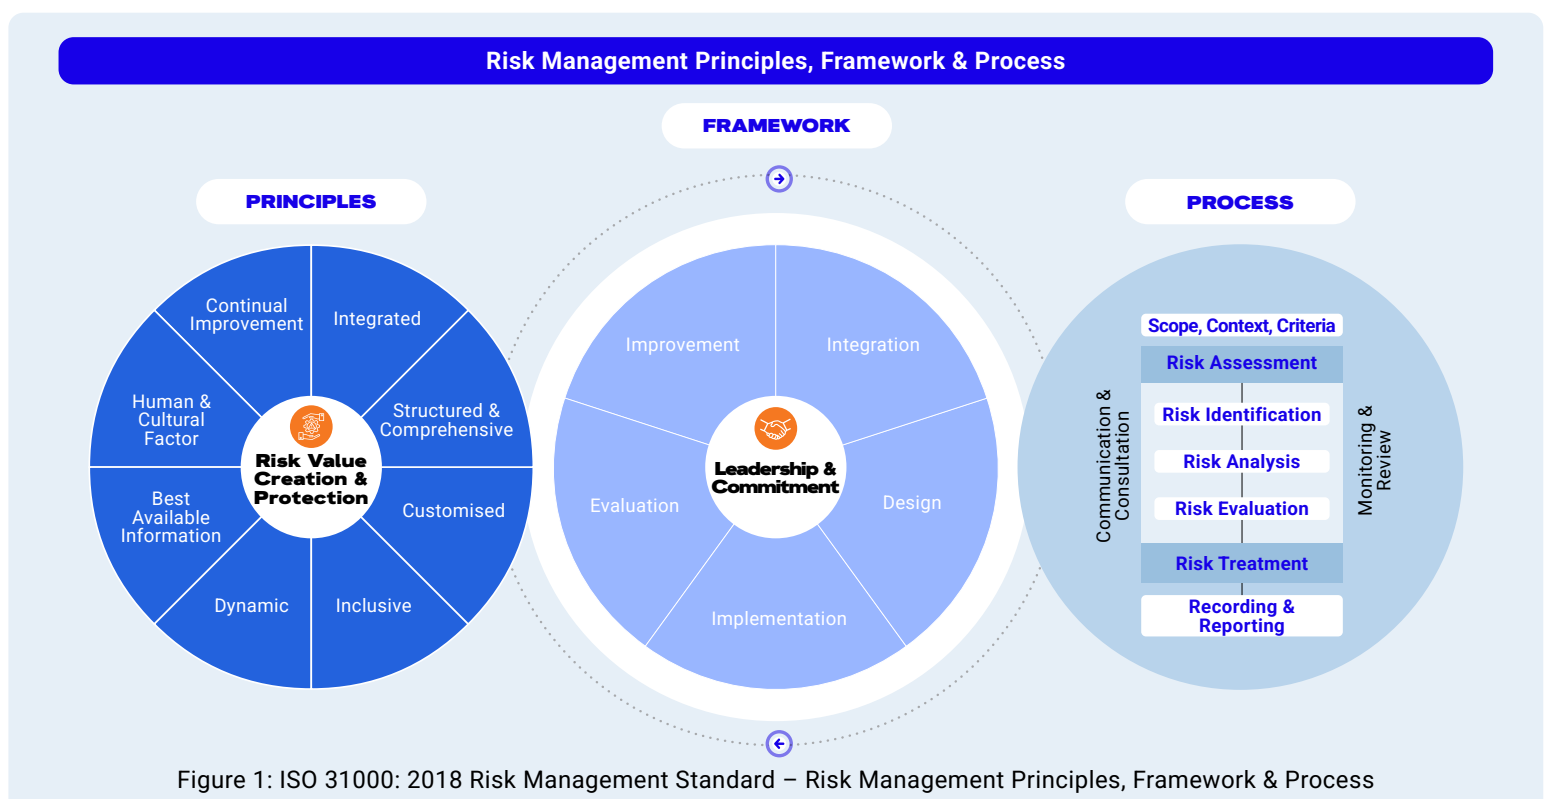 Risk Management Principles, Framework & Process
FRAMEWORK
PRINCIPLES
PROCESS
Continual
Improvement
Integrated
Human &
Cultural
Factor
Structured &
Comprehensive
Risk Value
Creation &
Protection
Best
Available
Information
Customised
Dynamic
Inclusive
Improvement
Integration
Leadership &
Commitment
Evaluation
Design
Implementation
Scope, Context, Criteria
Risk Assessment
Communication &
Consultation
Risk Identification
Risk Analysis
Risk Evaluation
Monitoring &
Review
Risk Treatment
Recording &
Reporting
Figure 1: ISO 31000: 2018 Risk Management Standard – Risk Management Principles, Framework & Process